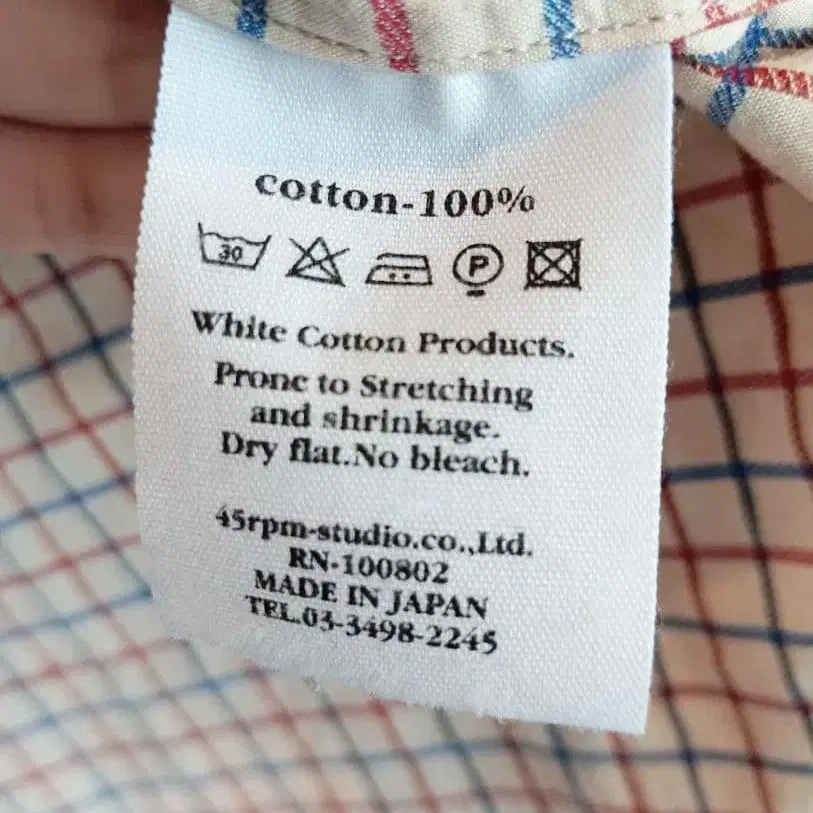 cotton-100%
30
P
White Cotton Products.
Prone to Stretching
and shrinkage.
Dry flat.No bleach.
45rpm-studio.co.,Ltd.
RN-100802
MADE IN JAPAN
TEL.03-3498-2245